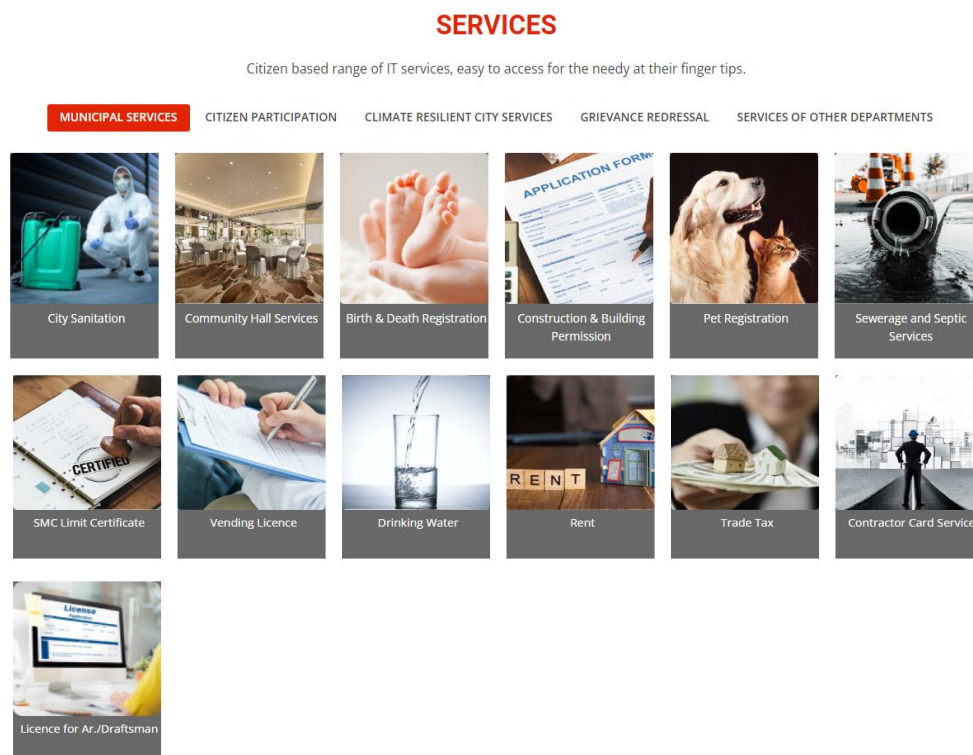 SERVICES
Citizen based range of IT services, easy to access for the needy at their finger tips.
MUNICIPAL SERVICES
CITIZEN PARTICIPATION
CLIMATE RESILIENT CITY SERVICES
GRIEVANCE REDRESSAL
SERVICES OF OTHER DEPARTMENTS
APPLICATION FORM
City Sanitation
Community Hall Services
Birth & Death Registration
Construction & Building
Permission
Pet Registration
Sewerage and Septic
Services
CERTIFIED
RENT
SMC Limit Certificate
Vending Licence
Drinking Water
Rent
Trade Tax
Contractor Card Service
License
Application
Licence for Ar./Draftsman